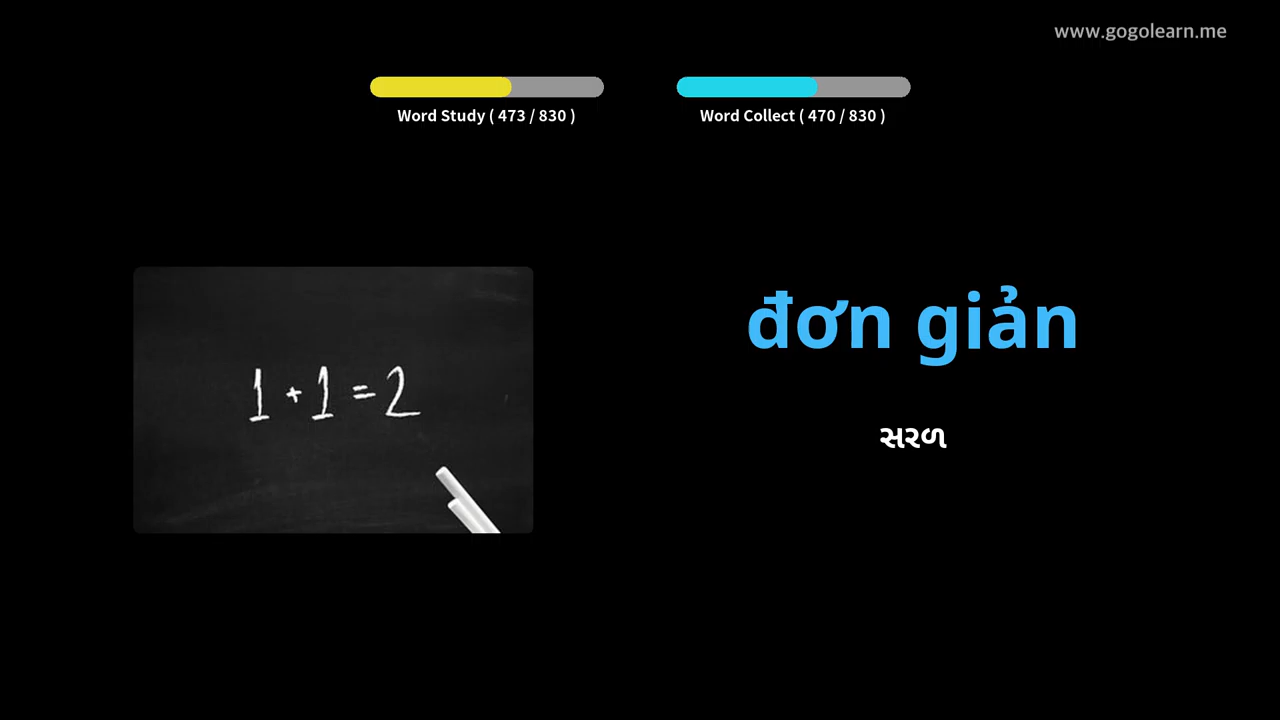 www.gogolearn.me
Word Study ( 473 / 830 )
Word Collect ( 470 / 830 )
1 + 1 = 2
đơn giản
સરળ